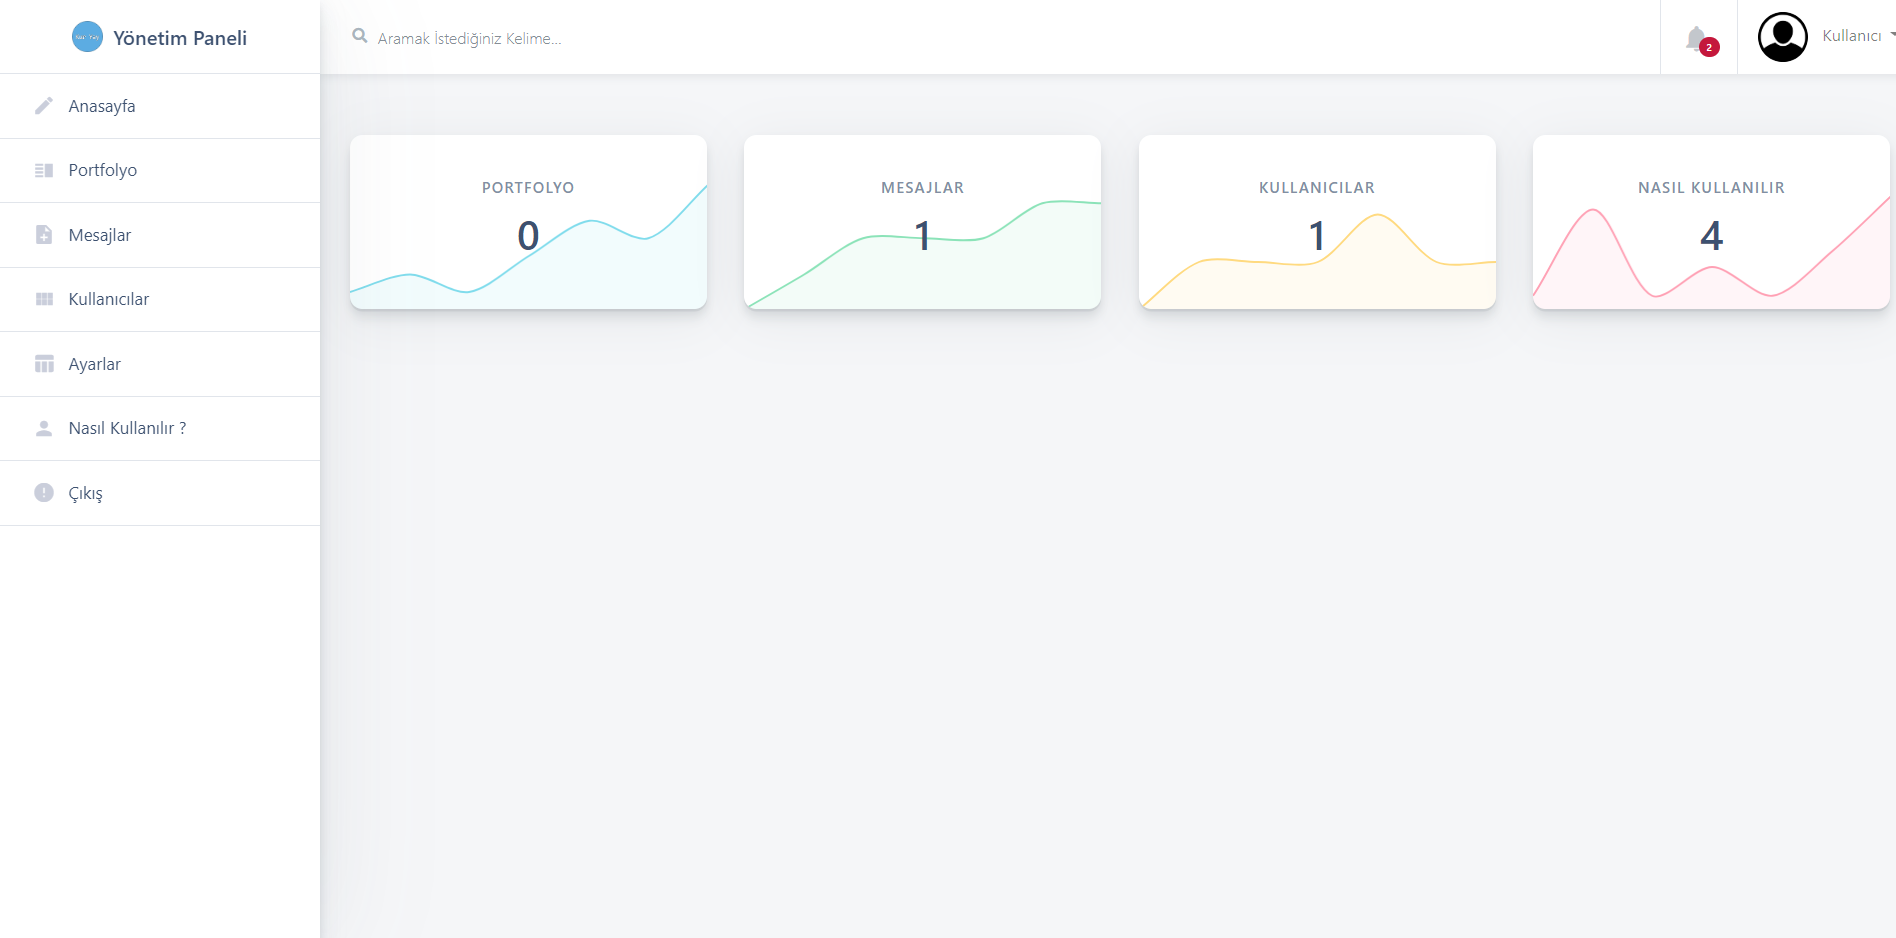 Yönetim Paneli
Aramak İstediğiniz Kelime...
2
Kullanıcı
Anasayfa
Portfolyo
Mesajlar
Kullanıcılar
Ayarlar
Nasıl Kullanılır ?
Çıkış
PORTFOLYO
0
MESAJLAR
1
KULLANICILAR
1
NASIL KULLANILIR
4